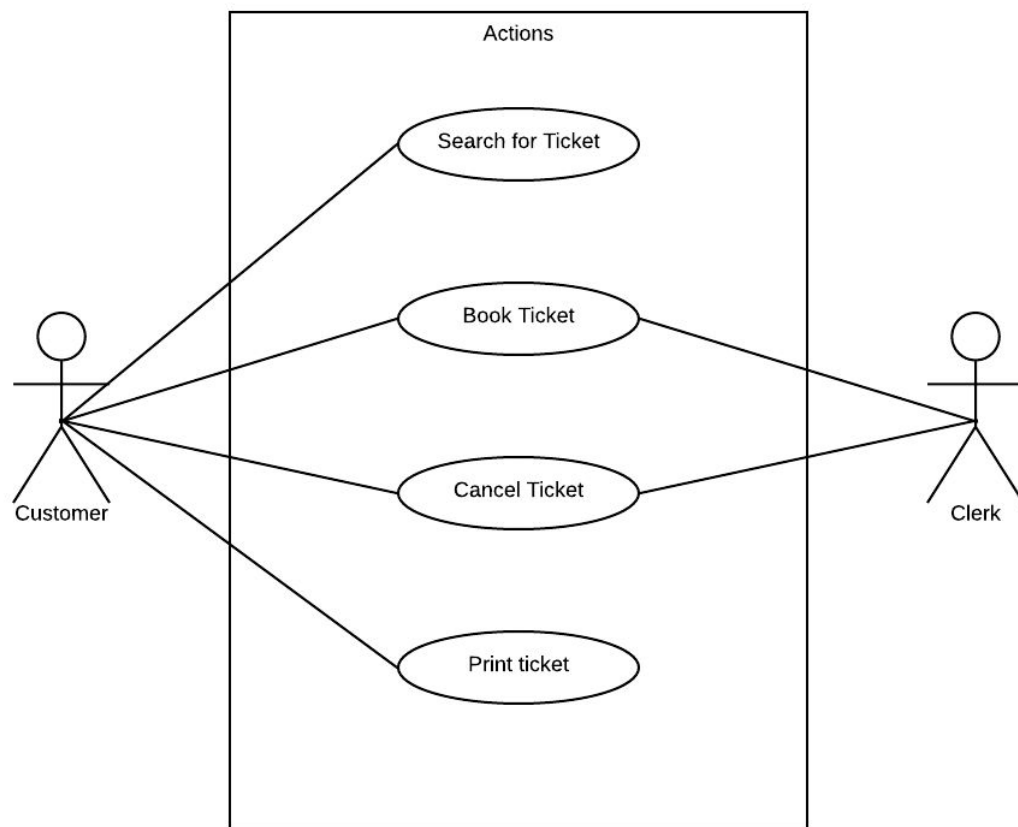 Actions
Search for Ticket
Book Ticket
Cancel Ticket
Customer
Clerk
Print ticket